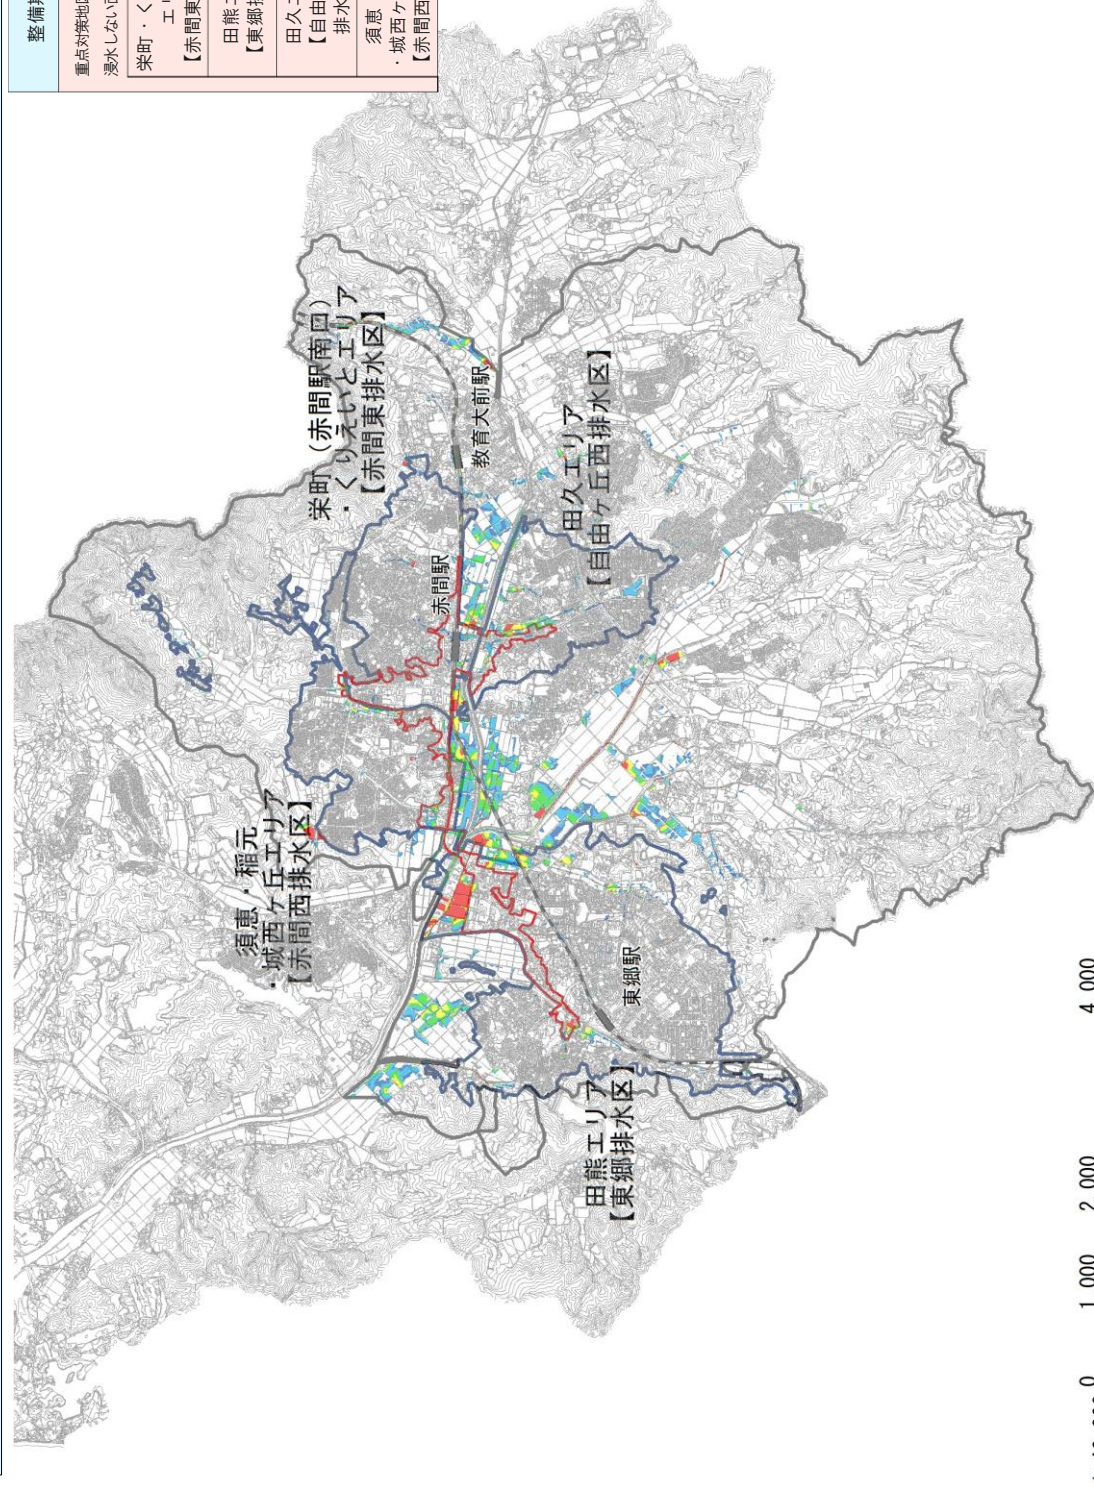 整備
重点対策地区
浸水しない
栄町・く
エリ
【赤間東
田熊エ
【東郷排
田久エ
【自由
排水
須恵
・城西ヶ
【赤間西
栄町（赤間駅南口）
・くりえいとエリア
【赤間東排水区】
教育大前駅
田久エリア
【自由ヶ丘西排水区】
赤間駅
須恵・稲元
・城西ヶ丘エリア
【赤間西排水区】
東郷駅
田熊エリア
【東郷排水区】
0 1 000 2 000 4 000